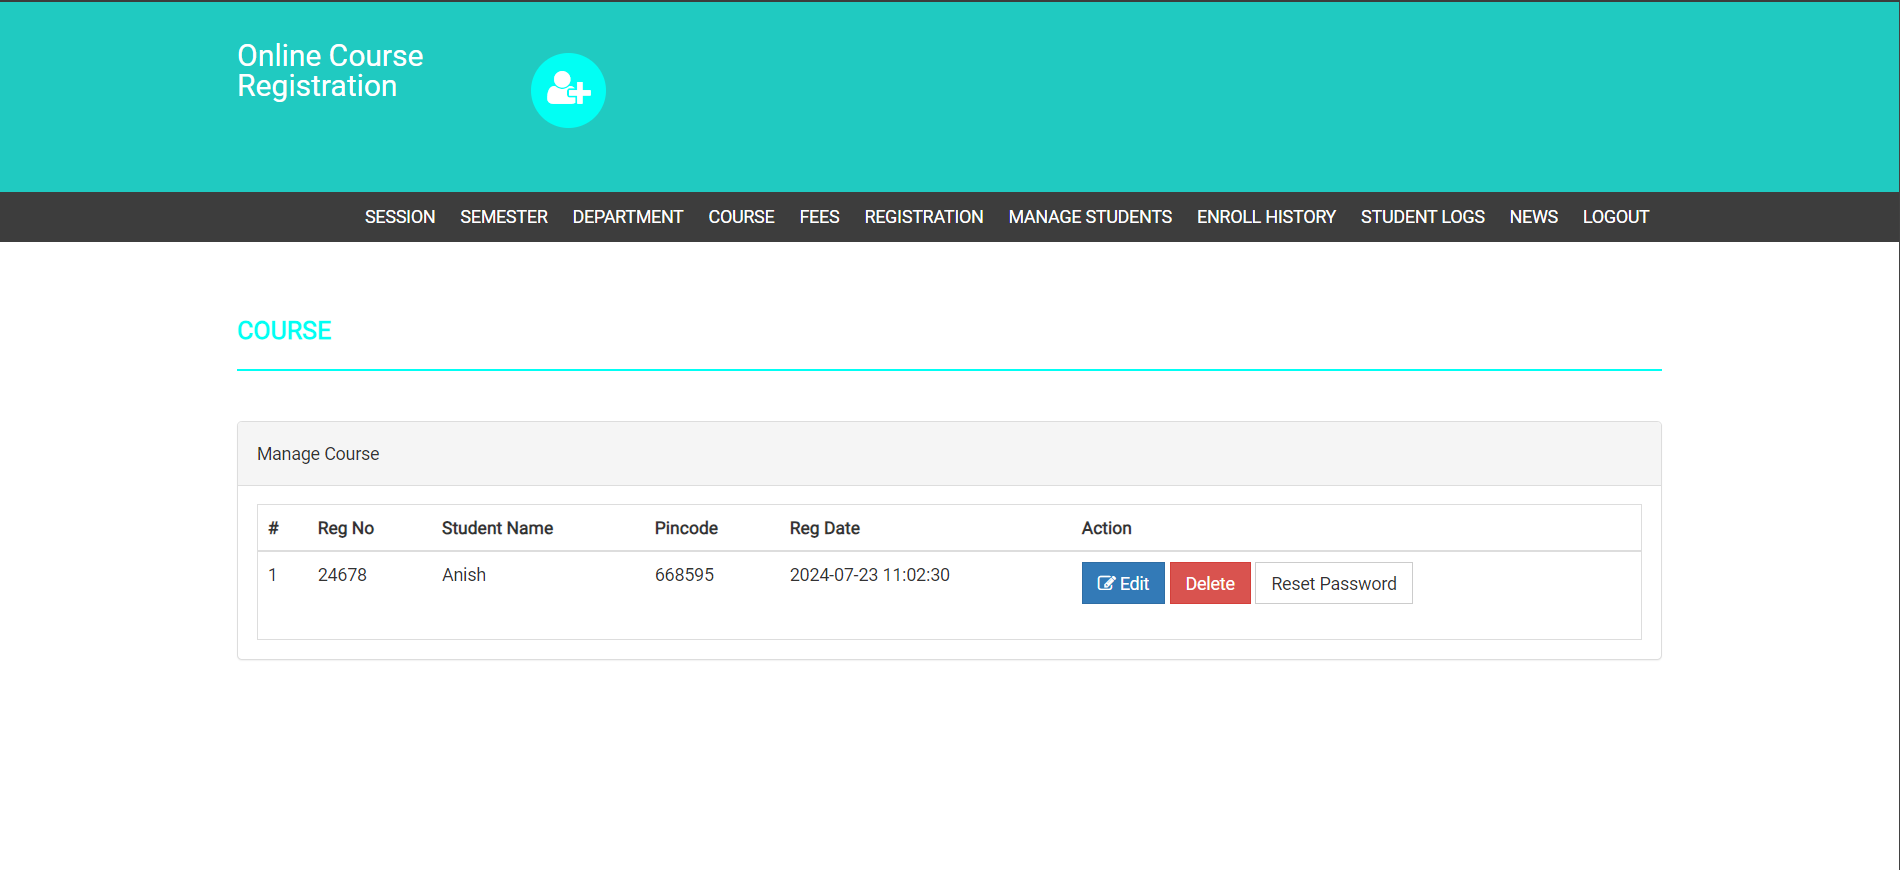 Online Course
Registration
SESSION SEMESTER DEPARTMENT COURSE FEES REGISTRATION MANAGE STUDENTS ENROLL HISTORY STUDENT LOGS NEWS LOGOUT
COURSE
Manage Course
# Reg No Student Name Pincode Reg Date Action
1 24678 Anish 668595 2024-07-23 11:02:30 Edit Delete Reset Password